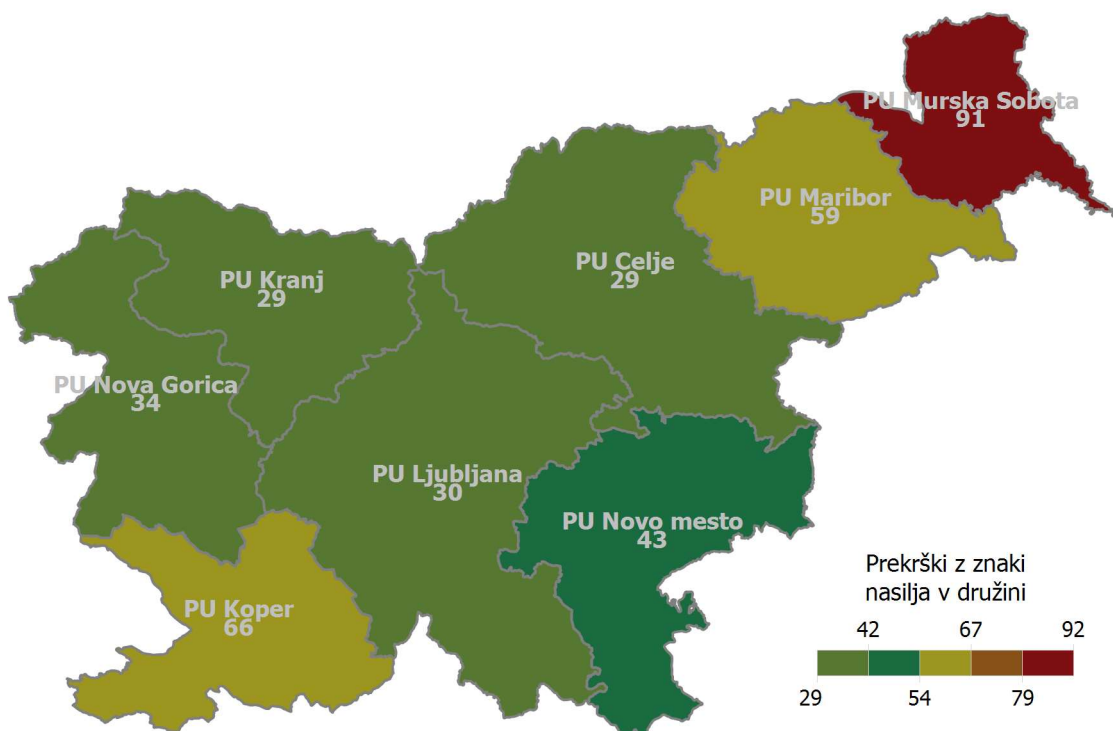 PU Murska Sobota
91
PU Maribor
59
PU Celje
29
PU Kranj
29
PU Nova Gorica
34
PU Ljubljana
30
PU Novo mesto
43
PU Koper
66
Prekrški z znaki
nasilja v družini
42 67 92
29 54 79